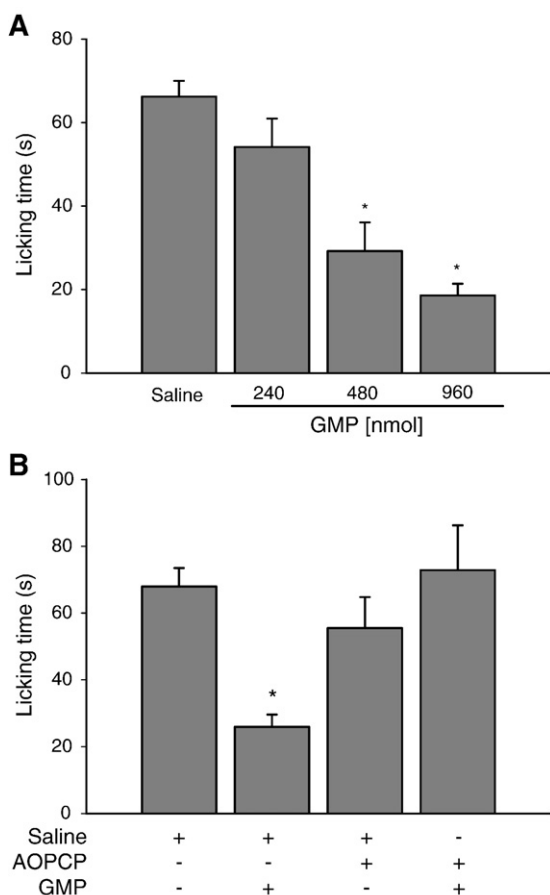 A
80
60
40
20
0
Licking time (s)
*
*
Saline 240 480 960
GMP [nmol]
B
100
80
60
40
20
0
Licking time (s)
*
Saline + + + -
AOPCP - - + +
GMP - + - +